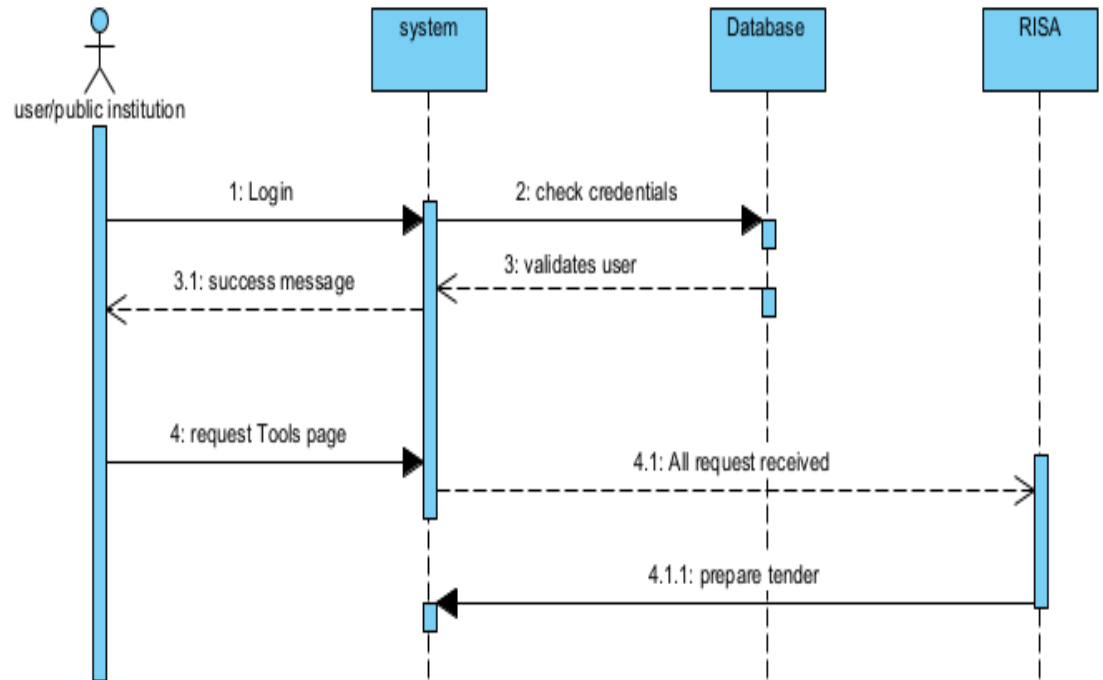 system
Database
RISA
user/public institution
1: Login
2: check credentials
3: validates user
3.1: success message
4: request Tools page
4.1: All request received
4.1.1: prepare tender